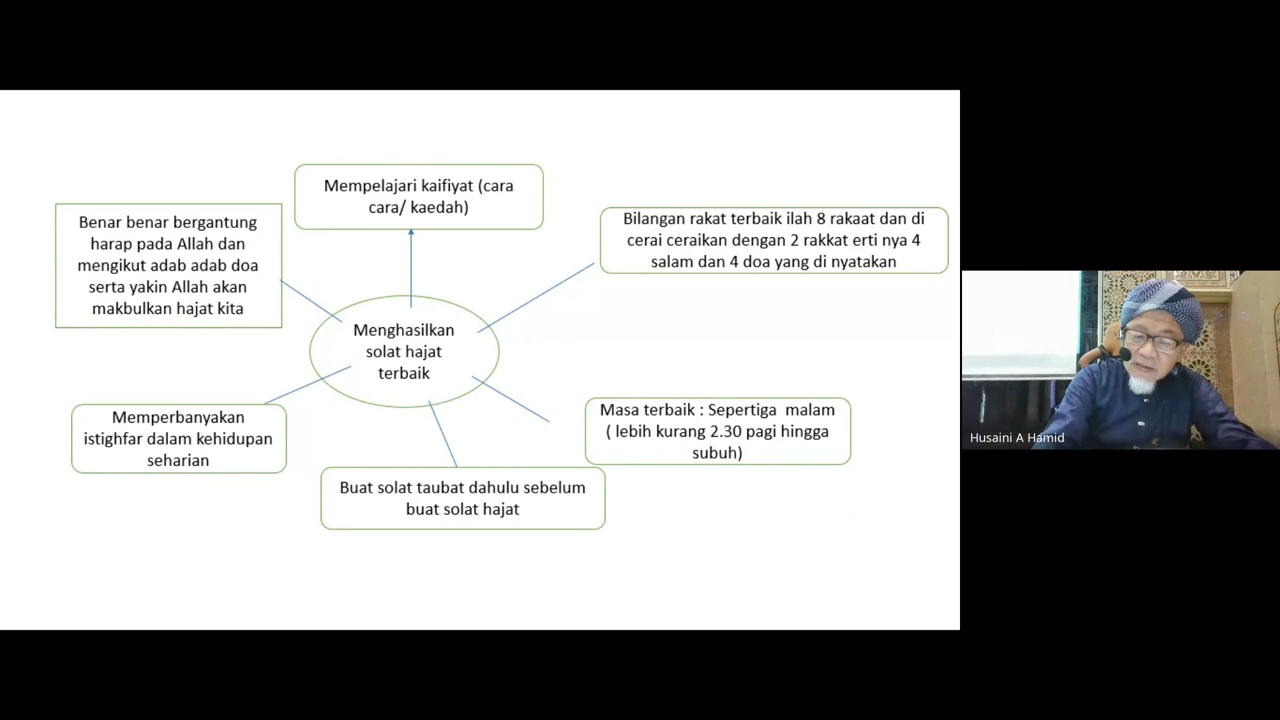 Mempelajari kaifiyat (cara
cara/ kaedah)
Benar benar bergantung
harap pada Allah dan
mengikut adab adab doa
serta yakin Allah akan
makbulkan hajat kita
Bilangan rakat terbaik ilah 8 rakaat dan di
cerai ceraikan dengan 2 rakkat erti nya 4
salam dan 4 doa yang di nyatakan
Menghasilkan
solat hajat
terbaik
Memperbanyakan
istighfar dalam kehidupan
seharian
Masa terbaik : Sepertiga malam
( lebih kurang 2.30 pagi hingga
subuh)
Buat solat taubat dahulu sebelum
buat solat hajat
Husaini A Hamid